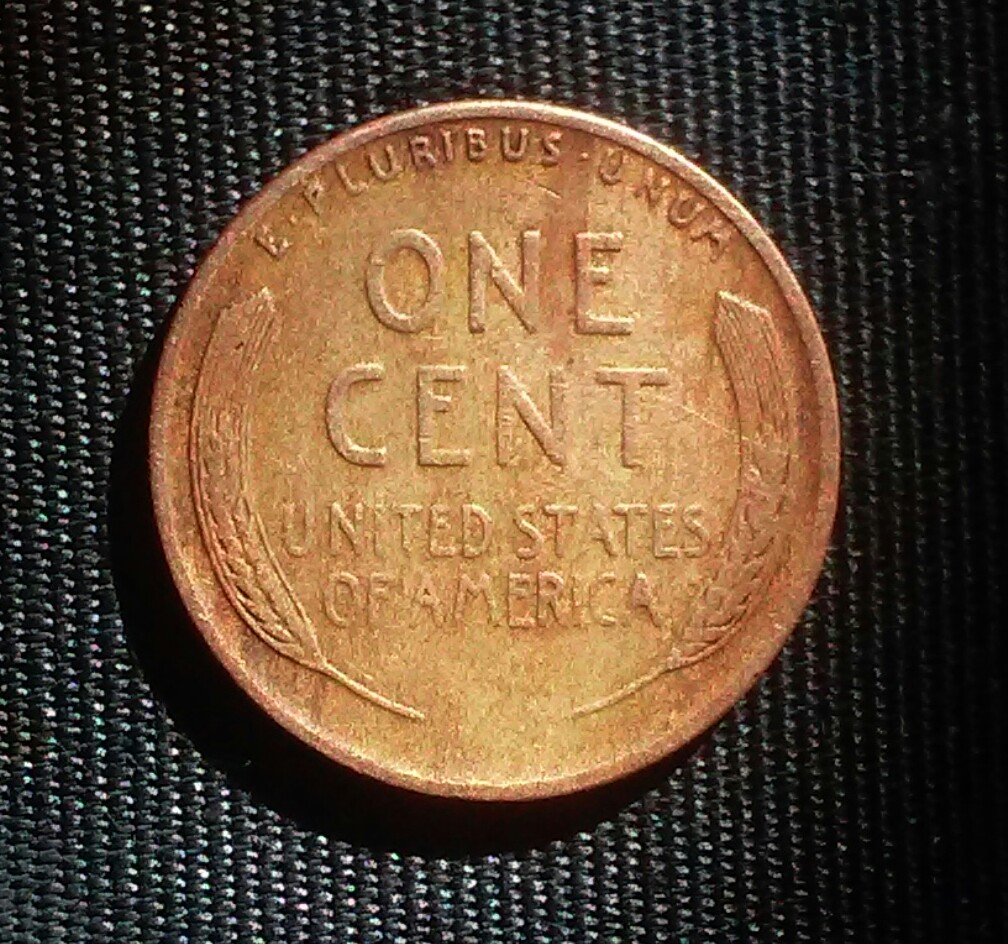 E·PLURIBUS·UNUM
ONE
CENT
UNITED STATES
OF AMERICA